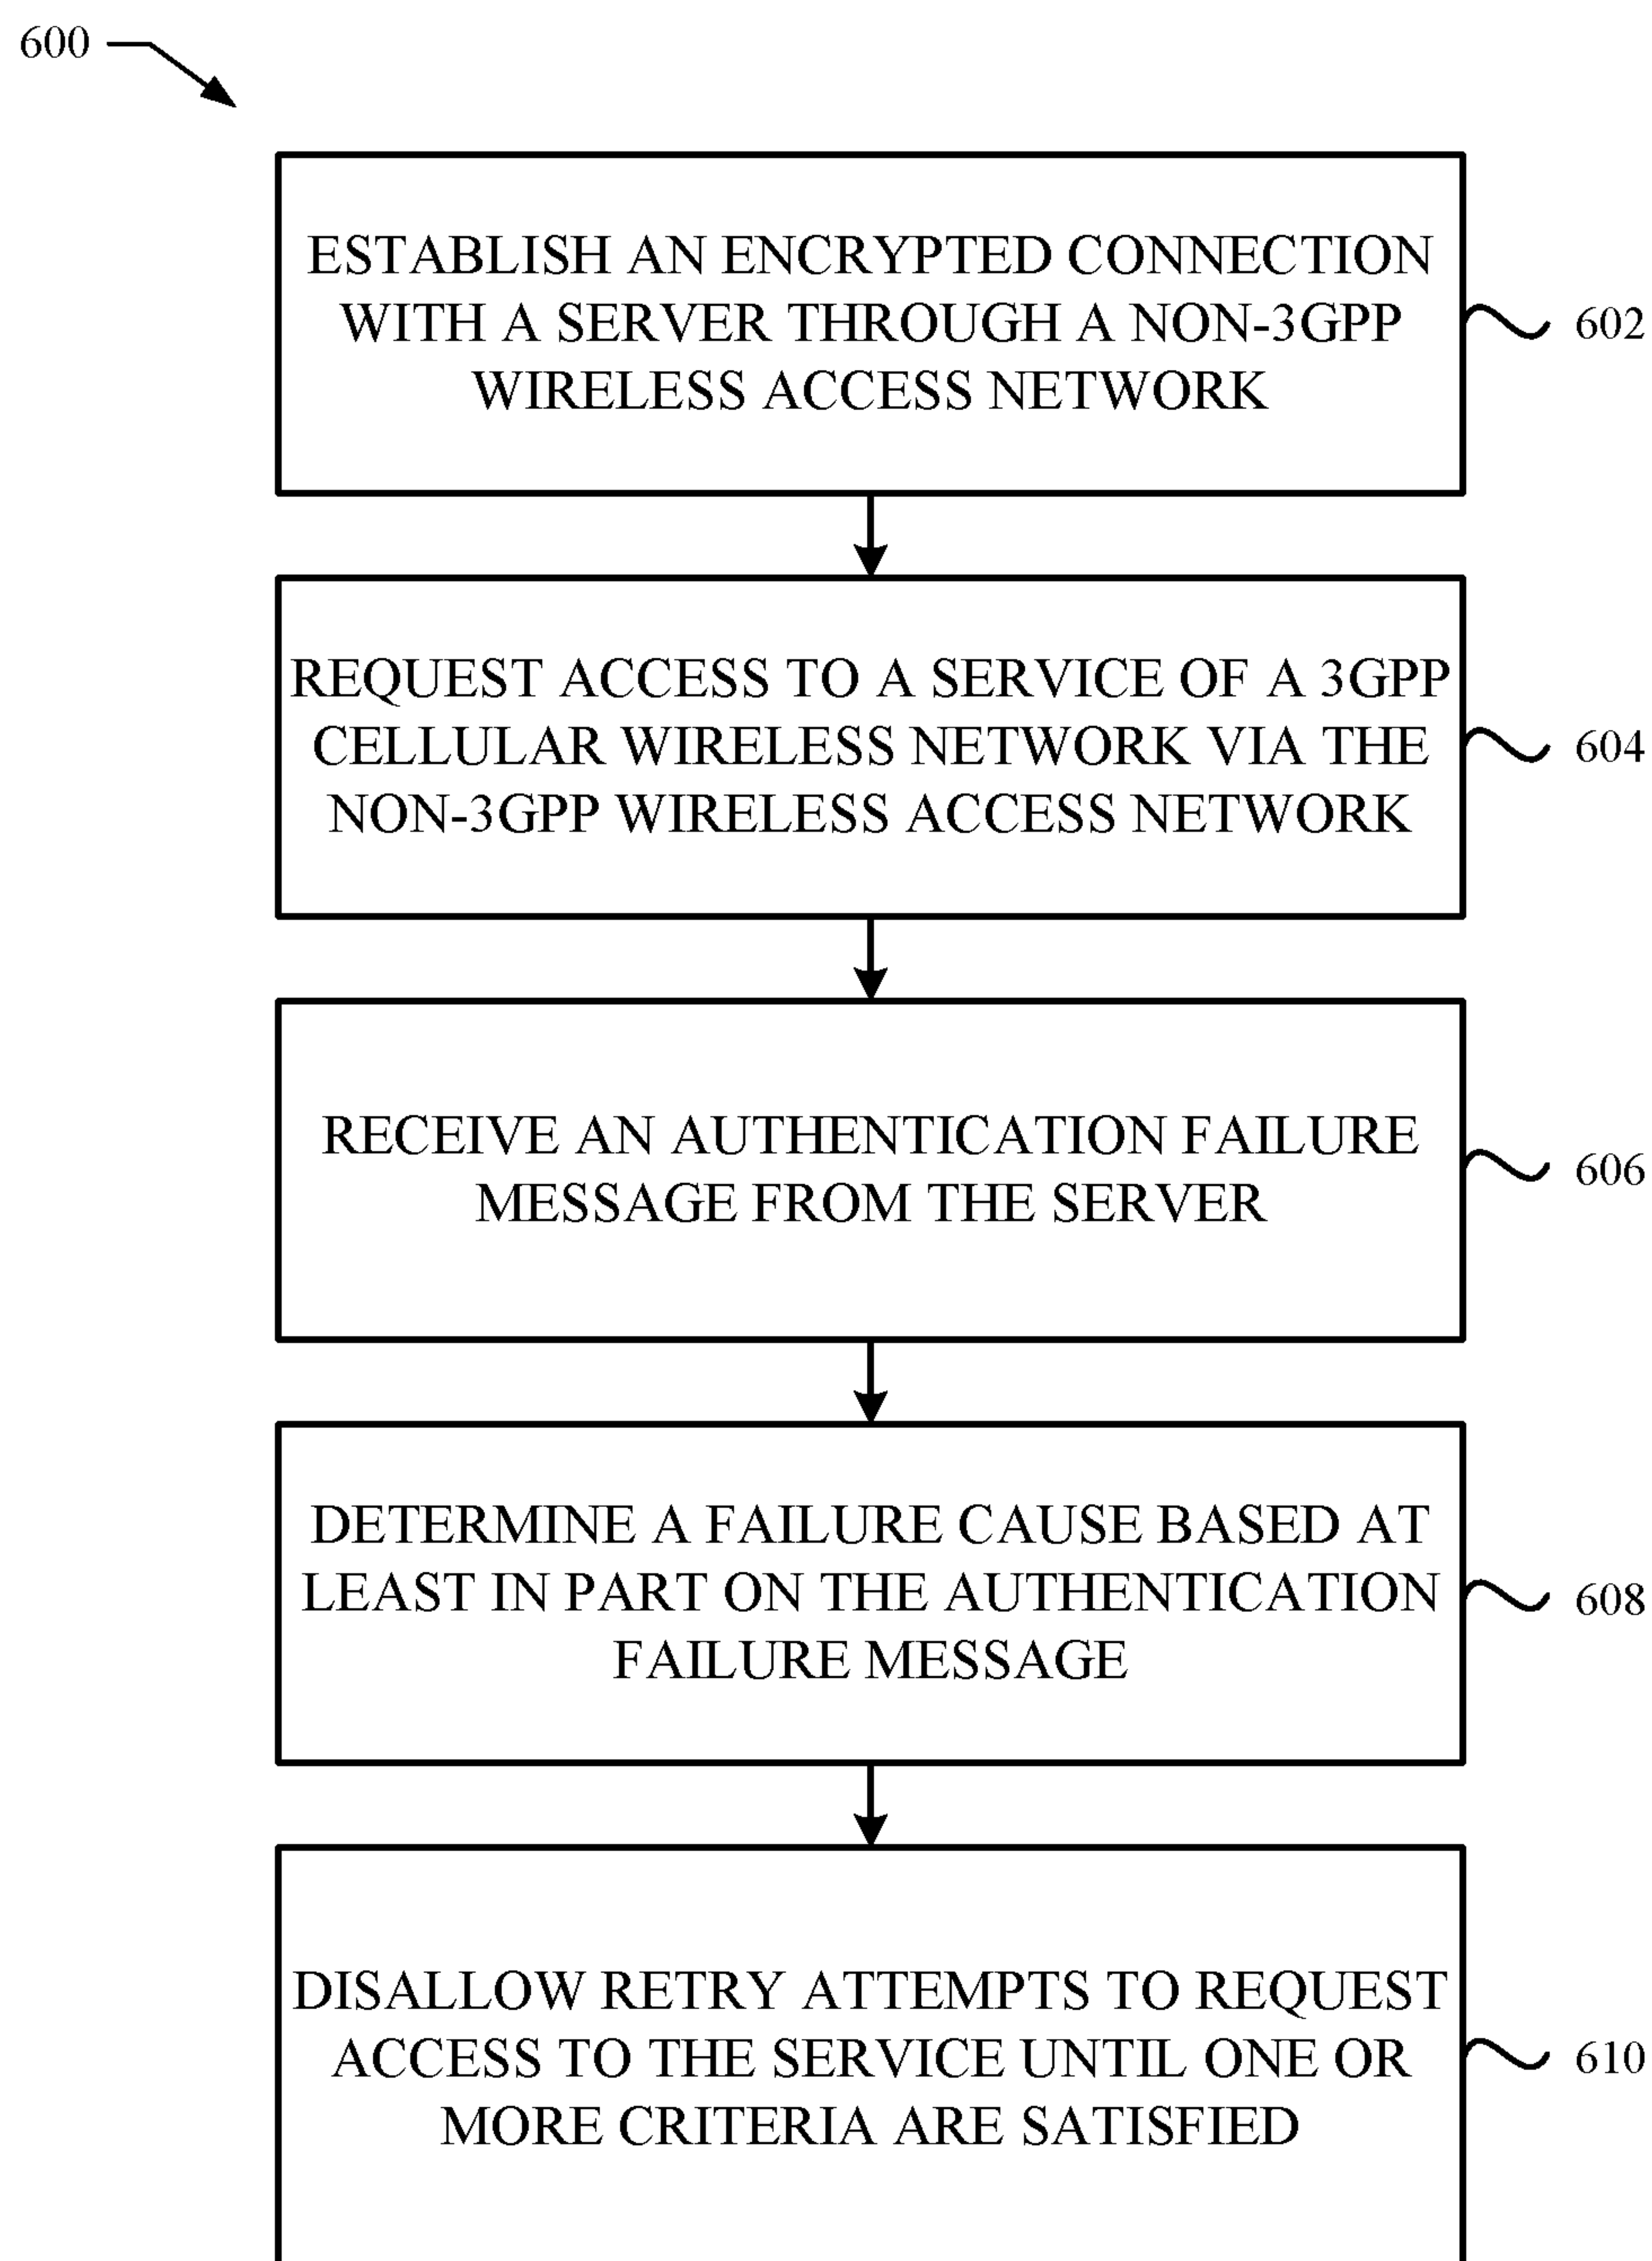 600
ESTABLISH AN ENCRYPTED CONNECTION
WITH A SERVER THROUGH A NON-3GPP
WIRELESS ACCESS NETWORK
602
REQUEST ACCESS TO A SERVICE OF A 3GPP
CELLULAR WIRELESS NETWORK VIA THE
NON-3GPP WIRELESS ACCESS NETWORK
604
RECEIVE AN AUTHENTICATION FAILURE
MESSAGE FROM THE SERVER
606
DETERMINE A FAILURE CAUSE BASED AT
LEAST IN PART ON THE AUTHENTICATION
FAILURE MESSAGE
608
DISALLOW RETRY ATTEMPTS TO REQUEST
ACCESS TO THE SERVICE UNTIL ONE OR
MORE CRITERIA ARE SATISFIED
610